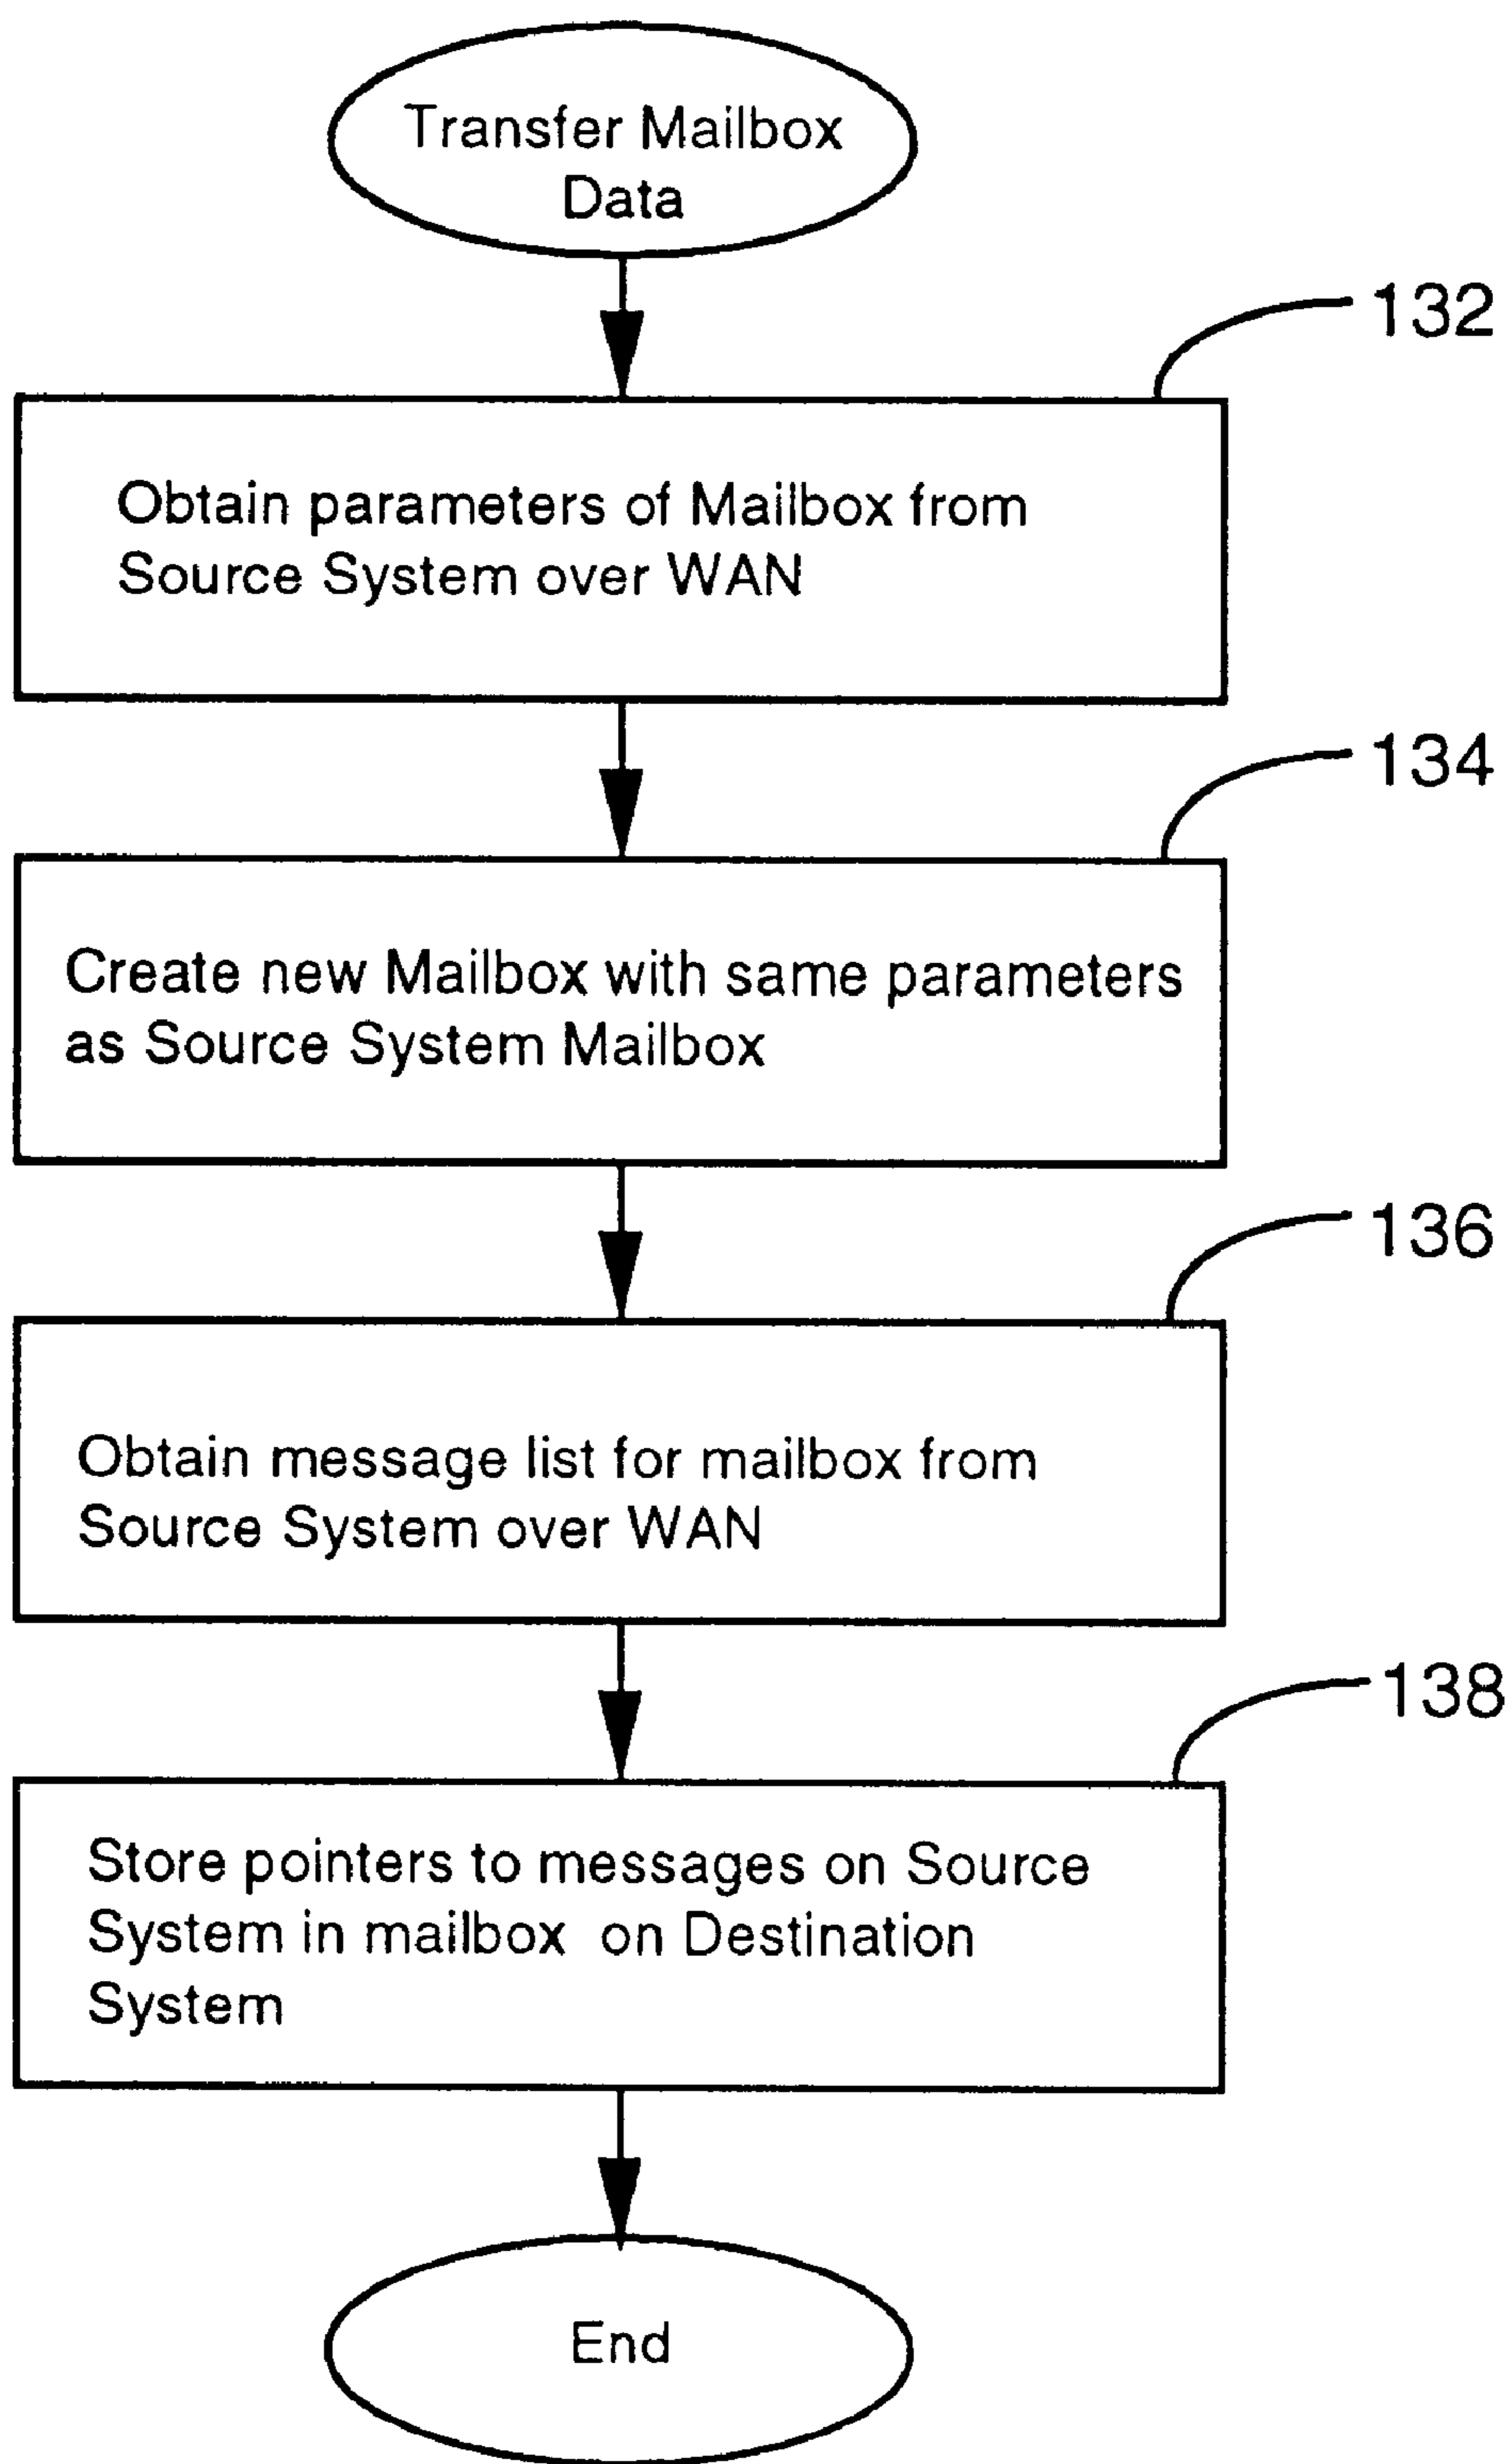 Transfer Mailbox
Data
132
Obtain parameters of Mailbox from
Source System over WAN
134
Create new Mailbox with same parameters
as Source System Mailbox
136
Obtain message list for mailbox from
Source System over WAN
138
Store pointers to messages on Source
System in mailbox on Destination
System
End